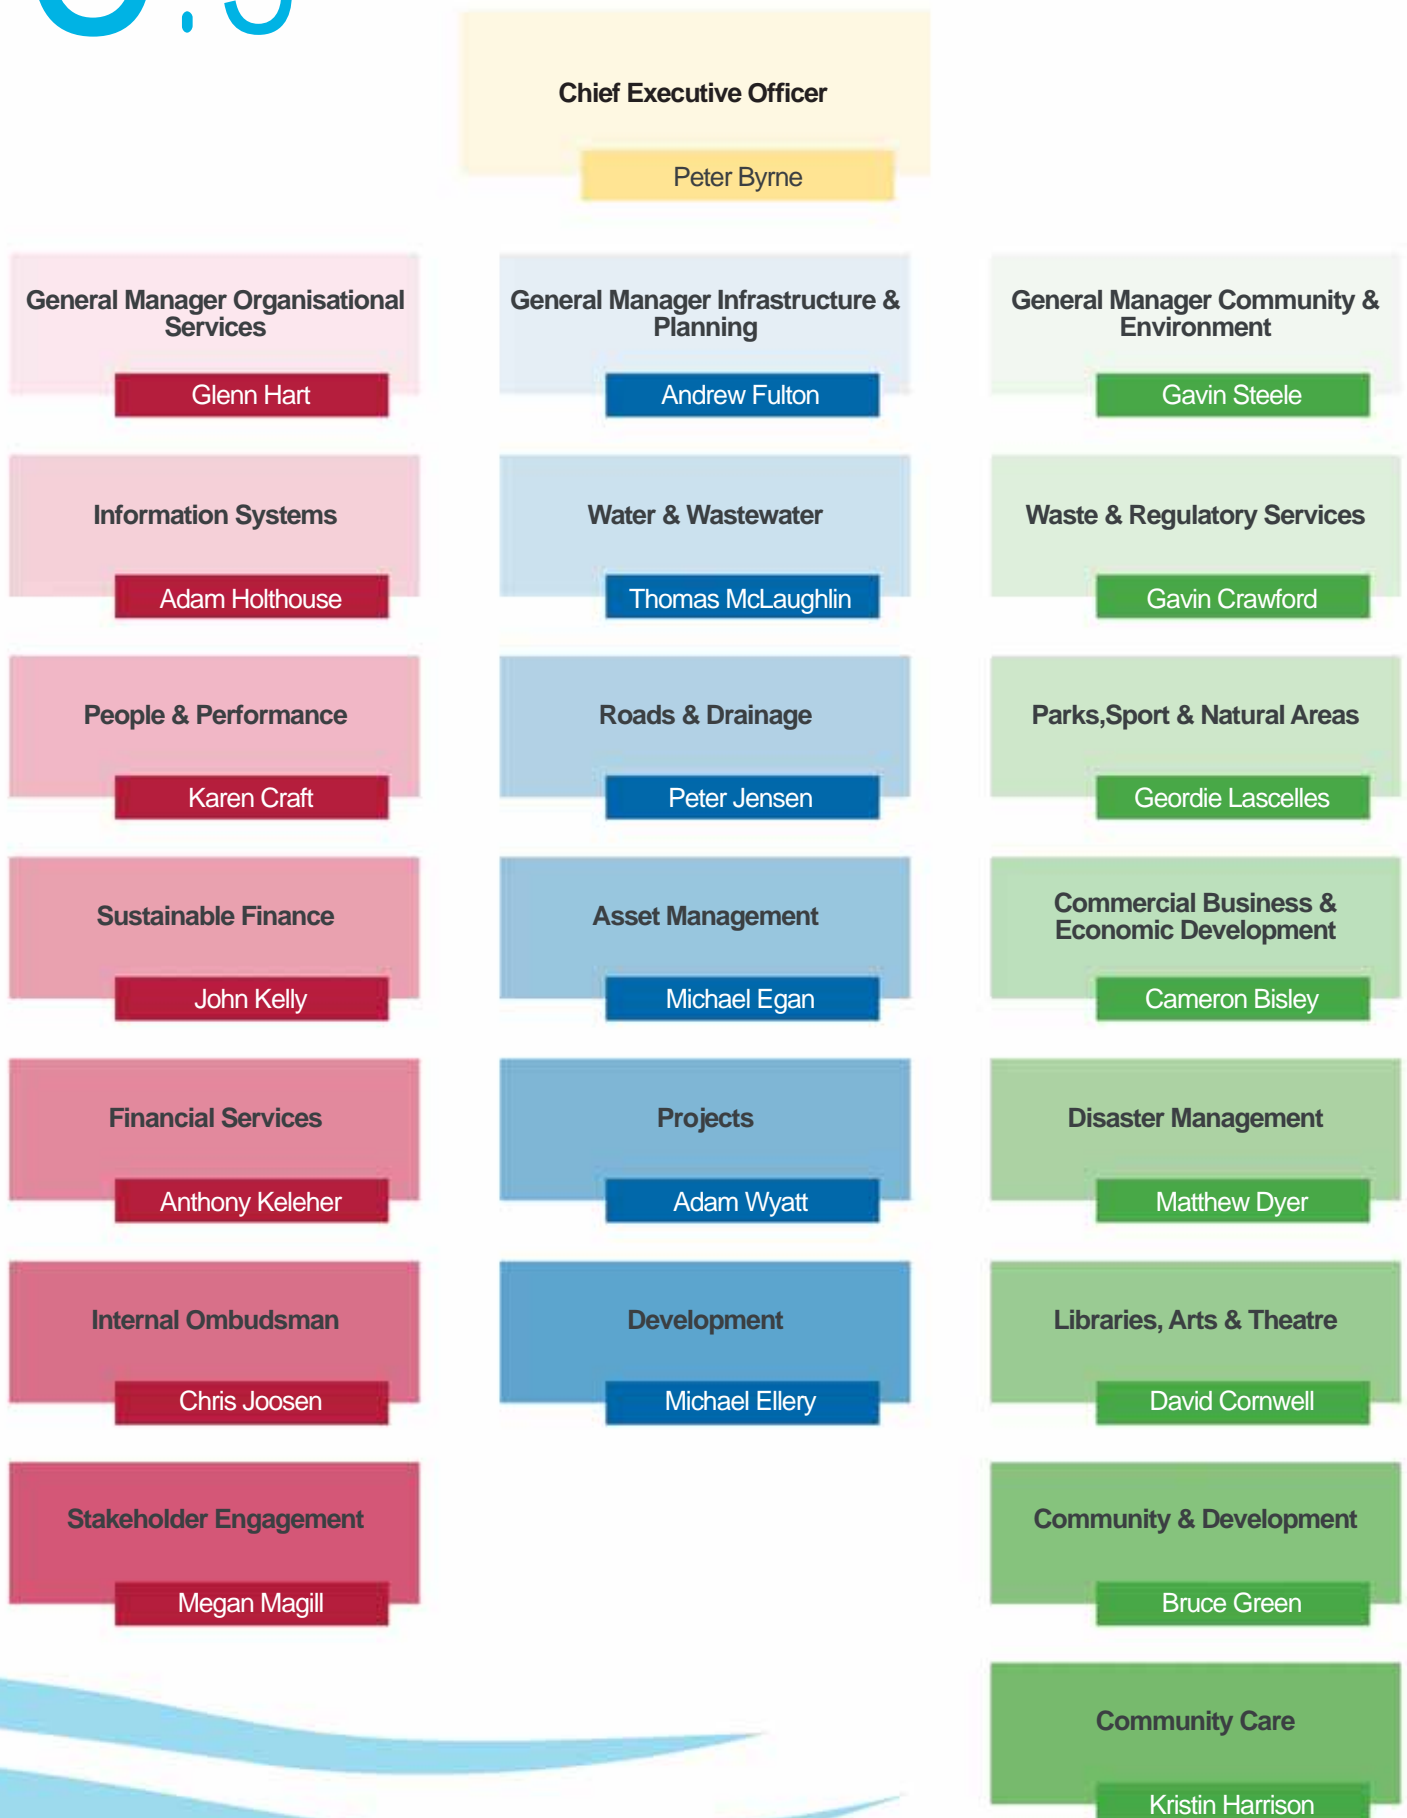 Chief Executive Officer
Peter Byrne
General Manager Organisational
Services
Glenn Hart
Information Systems
Adam Holthouse
People & Performance
Karen Craft
Sustainable Finance
John Kelly
Financial Services
Anthony Keleher
Internal Ombudsman
Chris Joosen
Stakeholder Engagement
Megan Magill
General Manager Infrastructure &
Planning
Andrew Fulton
Water & Wastewater
Thomas McLaughlin
Roads & Drainage
Peter Jensen
Asset Management
Michael Egan
Projects
Adam Wyatt
Development
Michael Ellery
General Manager Community &
Environment
Gavin Steele
Waste & Regulatory Services
Gavin Crawford
Parks,Sport & Natural Areas
Geordie Lascelles
Commercial Business &
Economic Development
Cameron Bisley
Disaster Management
Matthew Dyer
Libraries, Arts & Theatre
David Cornwell
Community & Development
Bruce Green
Community Care
Kristin Harrison